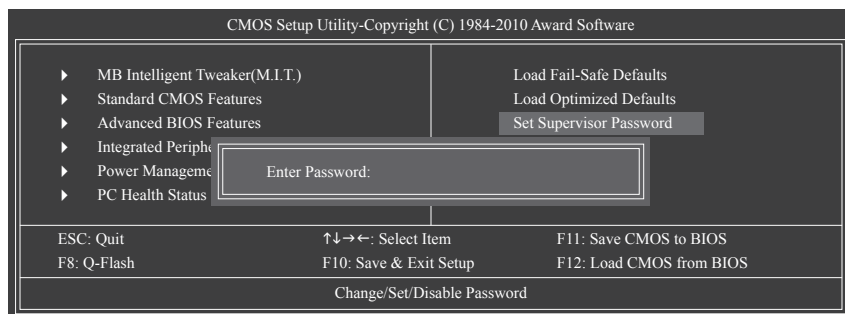 CMOS Setup Utility-Copyright (C) 1984-2010 Award Software
MB Intelligent Tweaker(M.I.T.)
Standard CMOS Features
Advanced BIOS Features
Integrated Periphe
Power Manageme
PC Health Status
Load Fail-Safe Defaults
Load Optimized Defaults
Set Supervisor Password
Enter Password:
ESC: Quit ↑↓→←: Select Item F11: Save CMOS to BIOS
F8: Q-Flash F10: Save & Exit Setup F12: Load CMOS from BIOS
Change/Set/Disable Password